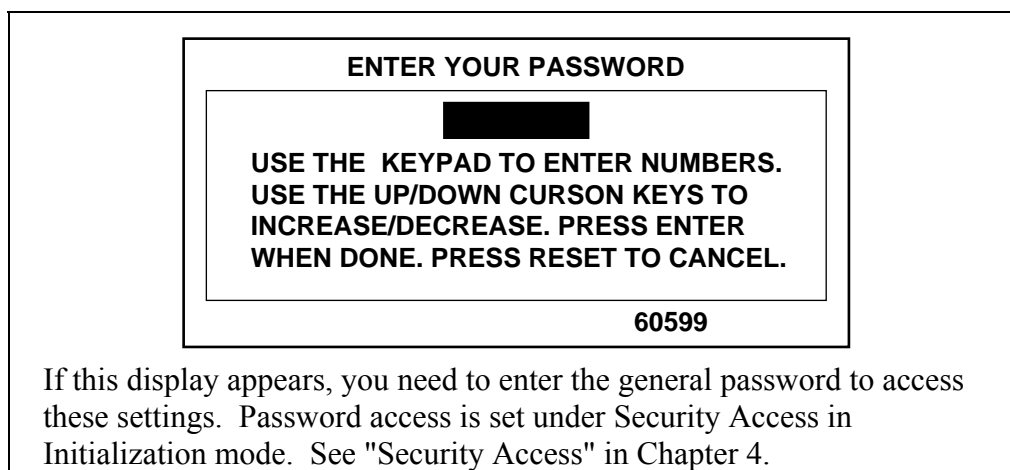 ENTER YOUR PASSWORD
USE THE KEYPAD TO ENTER NUMBERS.
USE THE UP/DOWN CURSON KEYS TO
INCREASE/DECREASE. PRESS ENTER
WHEN DONE. PRESS RESET TO CANCEL.
60599
If this display appears, you need to enter the general password to access
these settings. Password access is set under Security Access in
Initialization mode. See "Security Access" in Chapter 4.